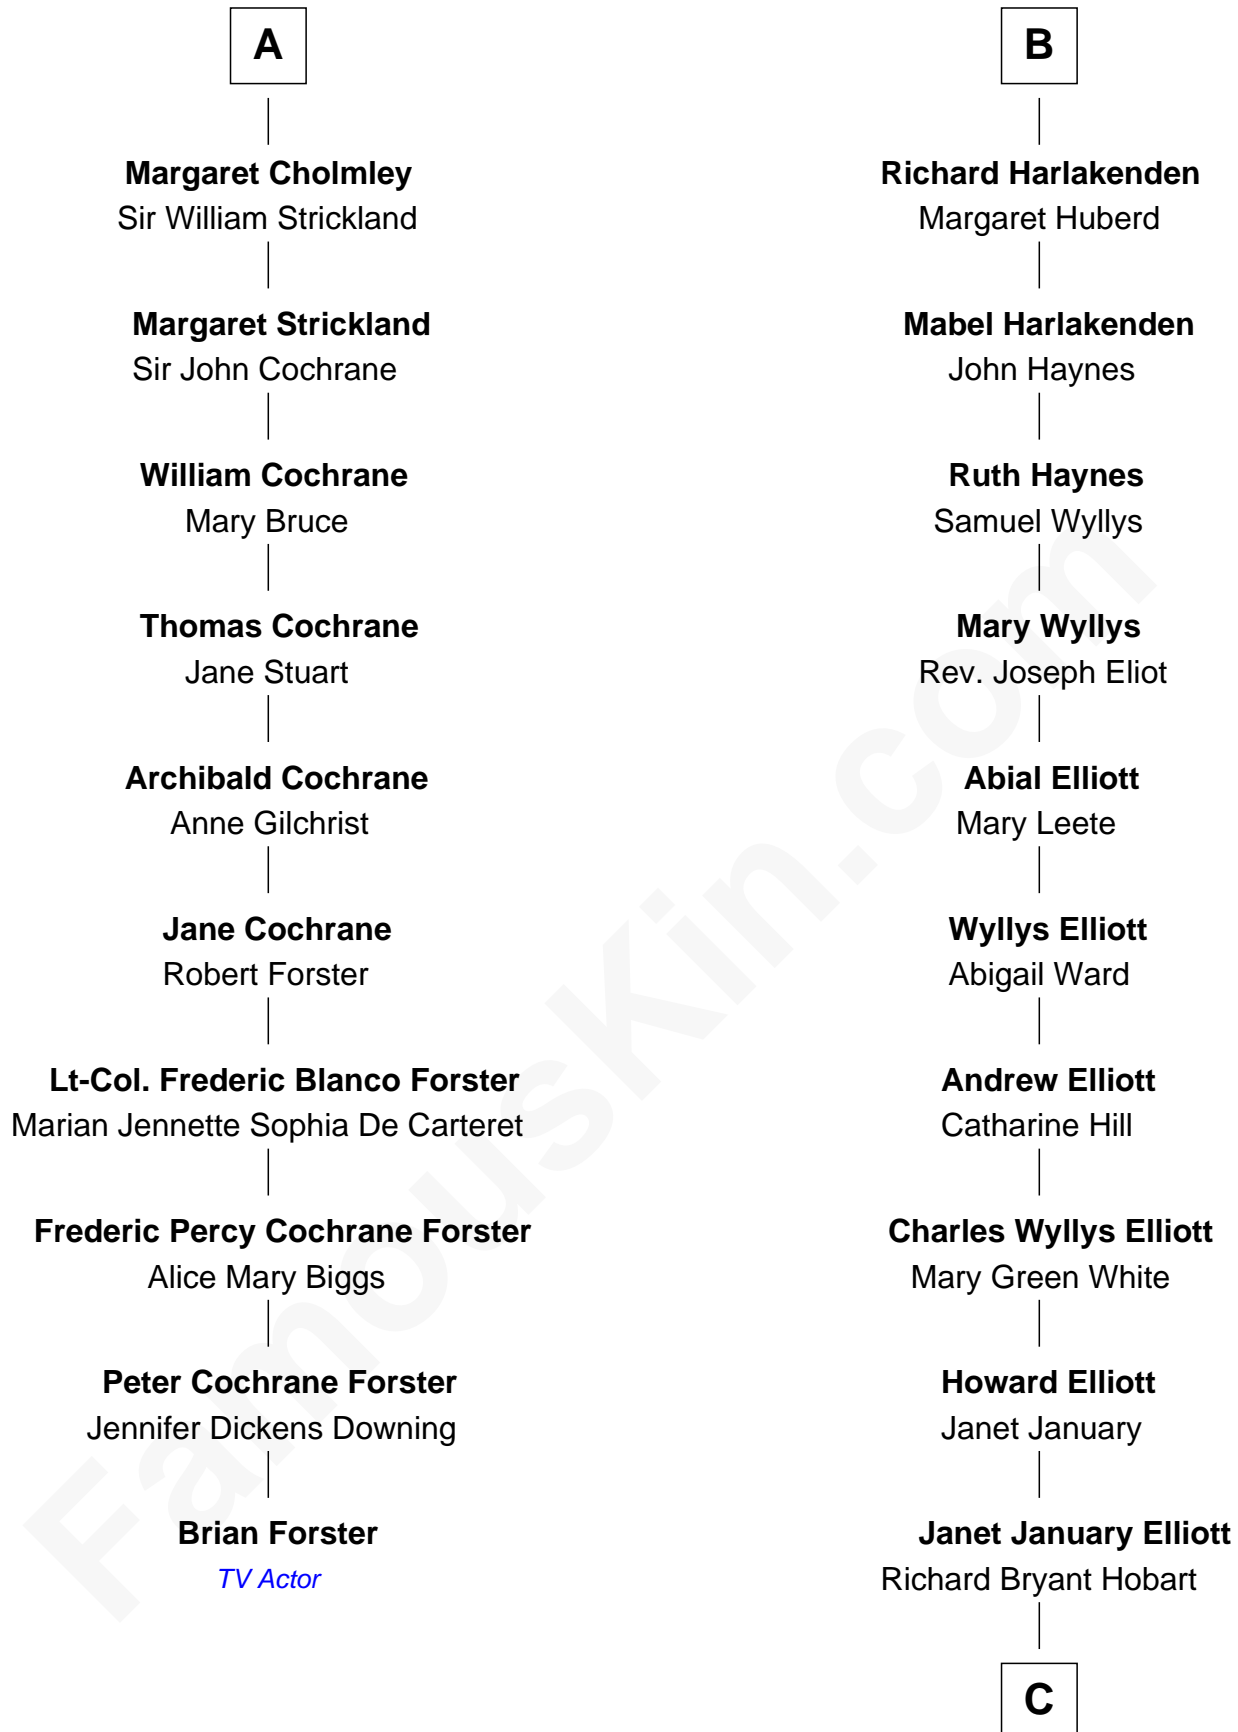 A
Margaret Cholmley
Sir William Strickland
Margaret Strickland
Sir John Cochrane
William Cochrane
Mary Bruce
Thomas Cochrane
Jane Stuart
Archibald Cochrane
Anne Gilchrist
Jane Cochrane
Robert Forster
Lt-Col. Frederic Blanco Forster
Marian Jennette Sophia De Carteret
Frederic Percy Cochrane Forster
Alice Mary Biggs
Peter Cochrane Forster
Jennifer Dickens Downing
Brian Forster
TV Actor
B
Richard Harlakenden
Margaret Huberd
Mabel Harlakenden
John Haynes
Ruth Haynes
Samuel Wyllys
Mary Wyllys
Rev. Joseph Eliot
Abial Elliott
Mary Leete
Wyllys Elliott
Abigail Ward
Andrew Elliott
Catharine Hill
Charles Wyllys Elliott
Mary Green White
Howard Elliott
Janet January
Janet January Elliott
Richard Bryant Hobart
C
FamousKin.com